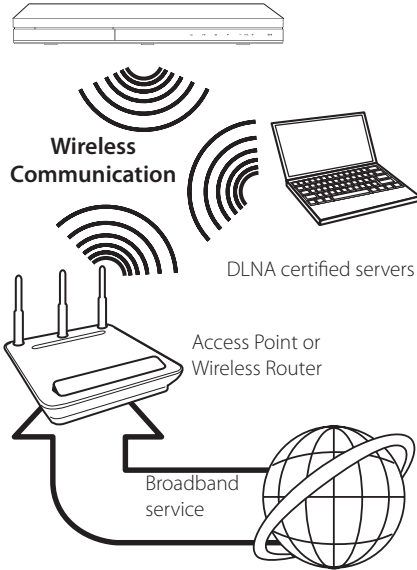 Wireless
Communication
DLNA certified servers
Access Point or
Wireless Router
Broadband
service